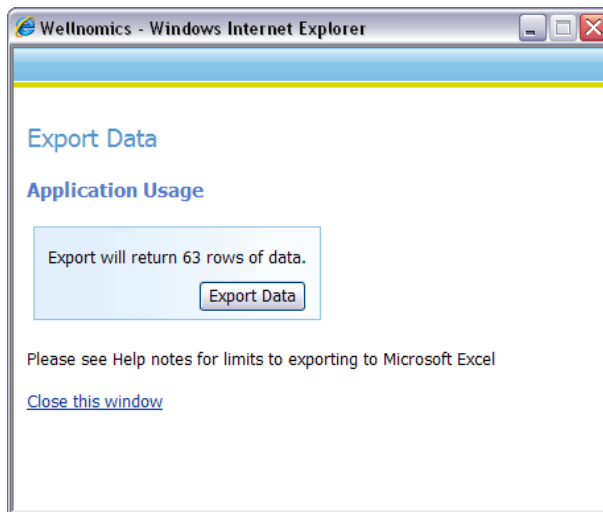 Wellnomics - Windows Internet Explorer
Export Data
Application Usage
Export will return 63 rows of data.
Export Data
Please see Help notes for limits to exporting to Microsoft Excel
Close this window